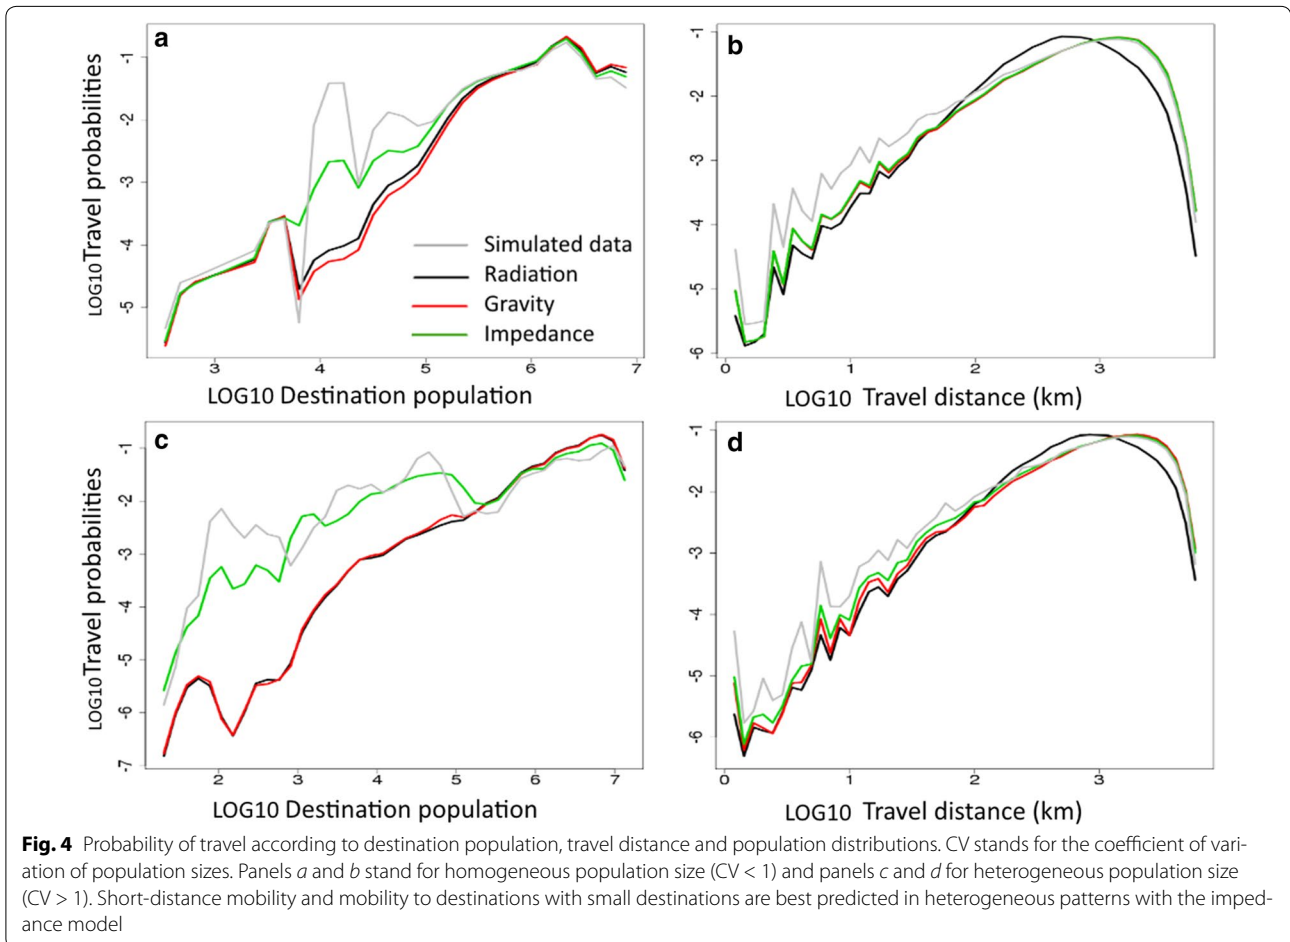 a
LOG10 Travel probabilities
-1
-2
-3
-4
-5
Simulated data
Radiation
Gravity
Impedance
3 4 5 6 7
LOG10 Destination population
b
-1
-2
-3
-4
-5
-6
0 1 2 3
LOG10 Travel distance (km)
c
LOG10 Travel probabilities
-1
-2
-3
-4
-5
-6
-7
2 3 4 5 6 7
LOG10 Destination population
d
-1
-2
-3
-4
-5
-6
0 1 2 3
LOG10 Travel distance (km)
Fig. 4 Probability of travel according to destination population, travel distance and population distributions. CV stands for the coefficient of vari-
ation of population sizes. Panels a and b stand for homogeneous population size (CV < 1) and panels c and d for heterogeneous population size
(CV > 1). Short-distance mobility and mobility to destinations with small destinations are best predicted in heterogeneous patterns with the imped-
ance model